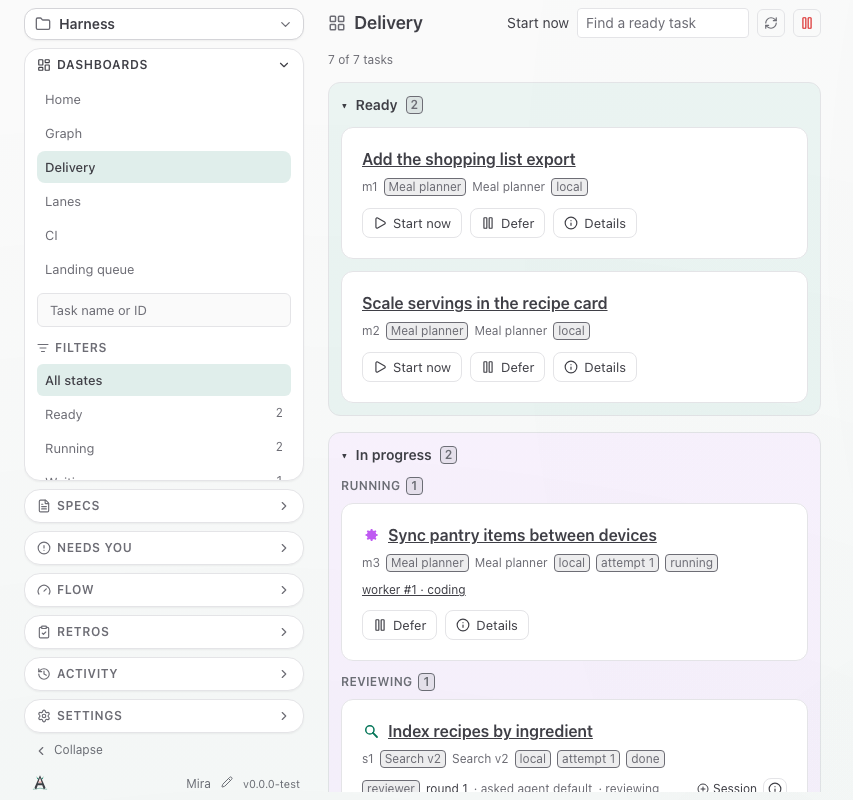 Harness
DASHBOARDS
Home
Graph
Delivery
Lanes
CI
Landing queue
Task name or ID
FILTERS
All states
Ready 2
Running 2
SPECS
NEEDS YOU
FLOW
RETROS
ACTIVITY
SETTINGS
Collapse
Mira v0.0.0-test
Delivery Start now Find a ready task
7 of 7 tasks
Ready 2
Add the shopping list export
m1 Meal planner Meal planner local
Start now Defer Details
Scale servings in the recipe card
m2 Meal planner Meal planner local
Start now Defer Details
In progress 2
RUNNING 1
Sync pantry items between devices
m3 Meal planner Meal planner local attempt 1 running
worker #1 · coding
Defer Details
REVIEWING 1
Index recipes by ingredient
s1 Search v2 Search v2 local attempt 1 done
reviewer round 1 · asked agent default · reviewing Session